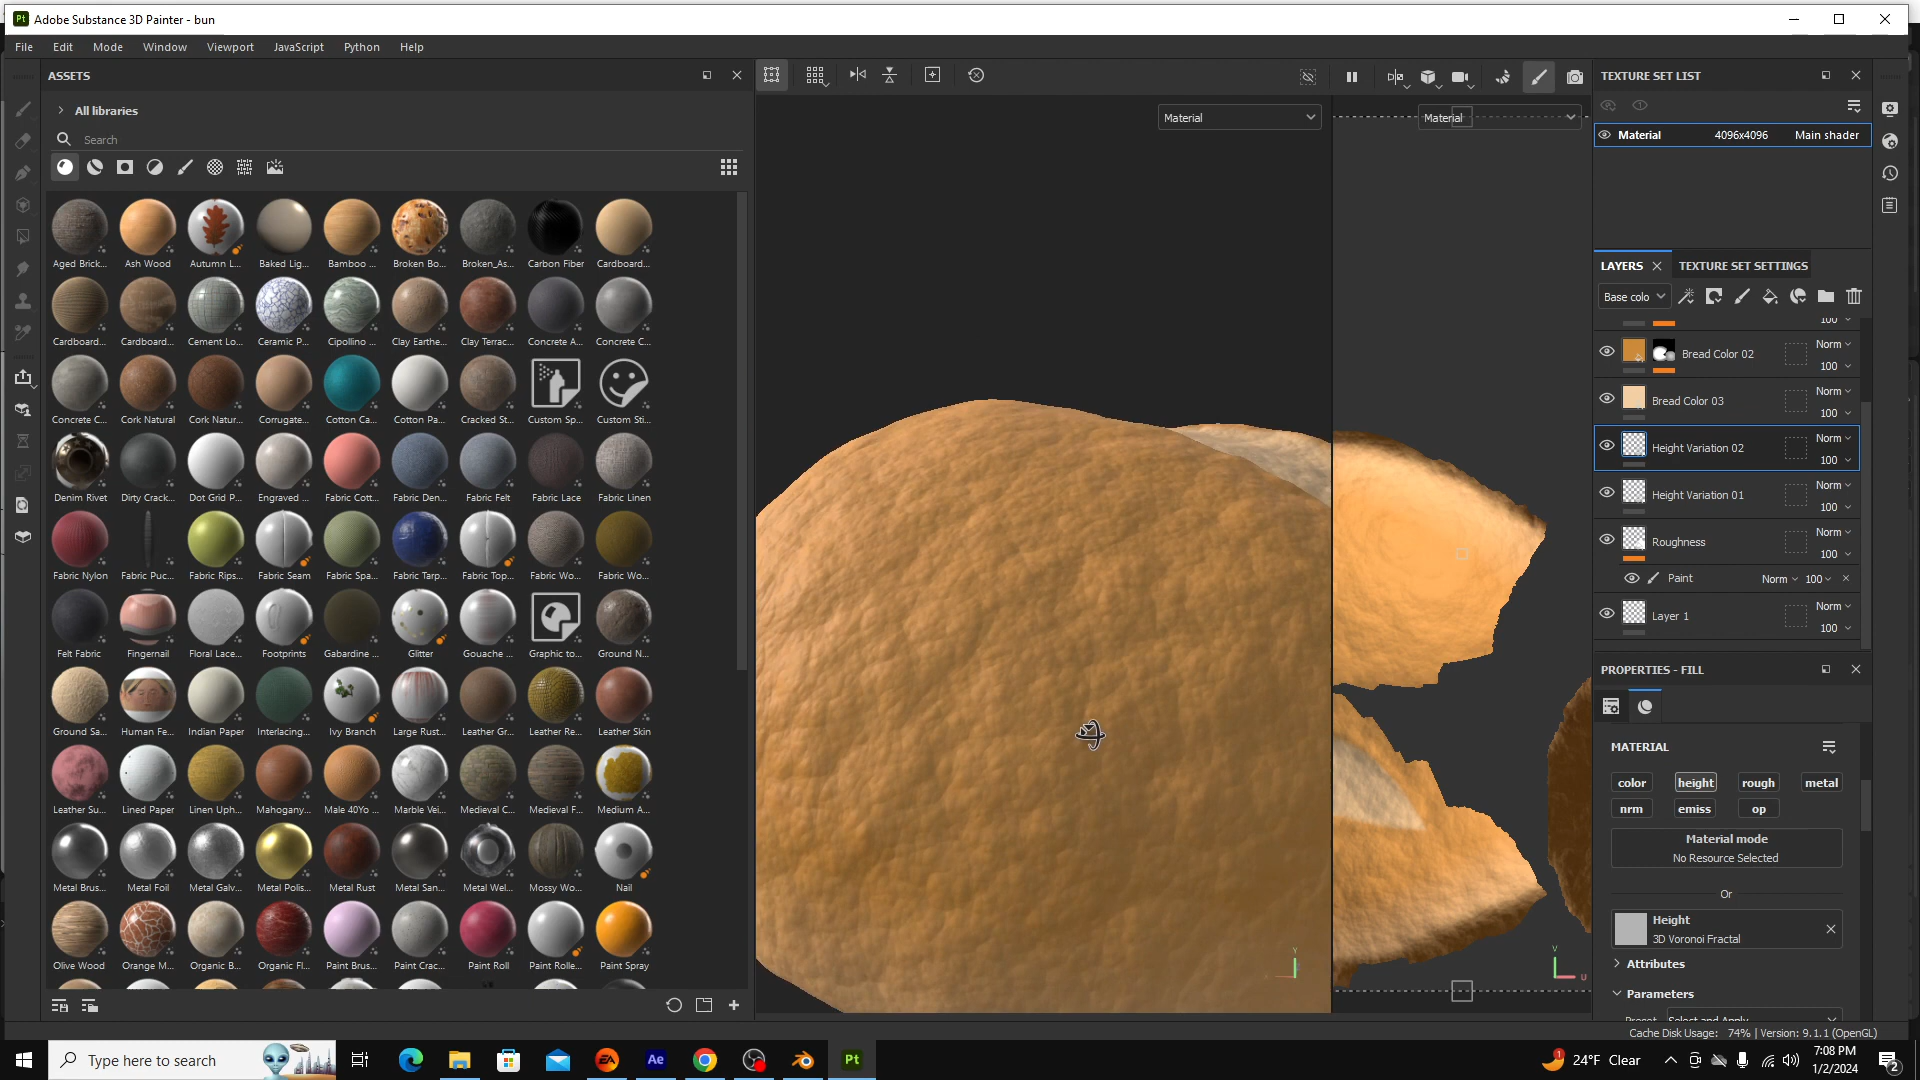 Adobe Substance 3D Painter - bun
File Edit Mode Window Viewport JavaScript Python Help
ASSETS
All libraries
Search
Aged Brick... Ash Wood Autumn L... Baked Lig... Bamboo ... Broken Bo... Broken_As... Carbon Fiber Cardboard...
Cardboard... Cardboard... Cement Lo... Ceramic P... Cipollino ... Clay Earthe... Clay Terrac... Concrete A... Concrete C...
Concrete C... Cork Natural Cork Natur... Corrugate... Cotton Ca... Cotton Pa... Cracked St... Custom Sp... Custom Sti...
Denim Rivet Dirty Crack... Dot Grid P... Engraved ... Fabric Cott... Fabric Den... Fabric Felt Fabric Lace Fabric Linen
Fabric Nylon Fabric Puc... Fabric Rips... Fabric Seam Fabric Spa... Fabric Tarp... Fabric Top... Fabric Wo... Fabric Wo...
Felt Fabric Fingernail Floral Lace... Footprints Gabardine ... Glitter Gouache ... Graphic to... Ground N...
Ground Sa... Human Fe... Indian Paper Interlacing... Ivy Branch Large Rust... Leather Gr... Leather Re... Leather Skin
Leather Su... Lined Paper Linen Uph... Mahogany... Male 40Yo ... Marble Vei... Medieval C... Medieval F... Medium A...
Metal Brus... Metal Foil Metal Galv... Metal Polis... Metal Rust Metal San... Metal Wel... Mossy Wo... Nail
Olive Wood Orange M... Organic B... Organic Fl... Paint Brus... Paint Crac... Paint Roll Paint Rolle... Paint Spray
Material
Material
Y
V
U
TEXTURE SET LIST
Material 4096x4096 Main shader
LAYERS TEXTURE SET SETTINGS
Base colo
100
Bread Color 02 Norm 100
Bread Color 03 Norm 100
Height Variation 02 Norm 100
Height Variation 01 Norm 100
Roughness Norm 100
Paint Norm 100
Layer 1 Norm 100
PROPERTIES - FILL
MATERIAL
color height rough metal
nrm emiss op
Material mode
No Resource Selected
Or
Height
3D Voronoi Fractal
Attributes
Parameters
Preset Select and Apply
Cache Disk Usage: 74% | Version: 9.1.1 (OpenGL)
Type here to search
Ae
Pt
24°F Clear
7:08 PM
1/2/2024
2